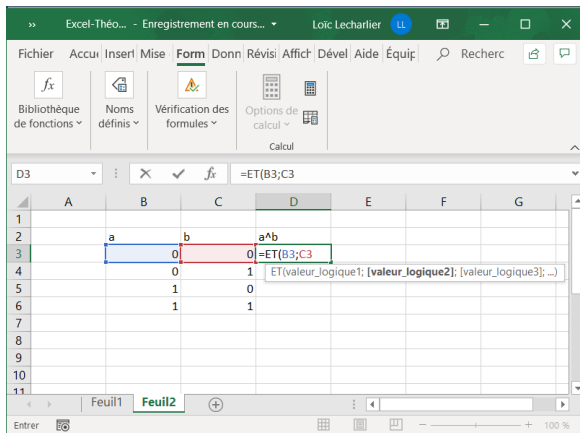 Excel-Théo... - Enregistrement en cours... Loïc Lecharlier LL
Fichier Accu Insert Mise Form Donn Révisi Affich Dével Aide Équip Recherc
fx
Bibliothèque de fonctions
Noms définis
Vérification des formules
Options de calcul
Calcul
D3 fx =ET(B3;C3
A B C D E F G
1
2 a b a^b
3 0 0 =ET(B3;C3
4 0 1 ET(valeur_logique1; [valeur_logique2]; [valeur_logique3]; ...)
5 1 0
6 1 1
7
8
9
10
11
Feuil1 Feuil2
Entrer 100 %